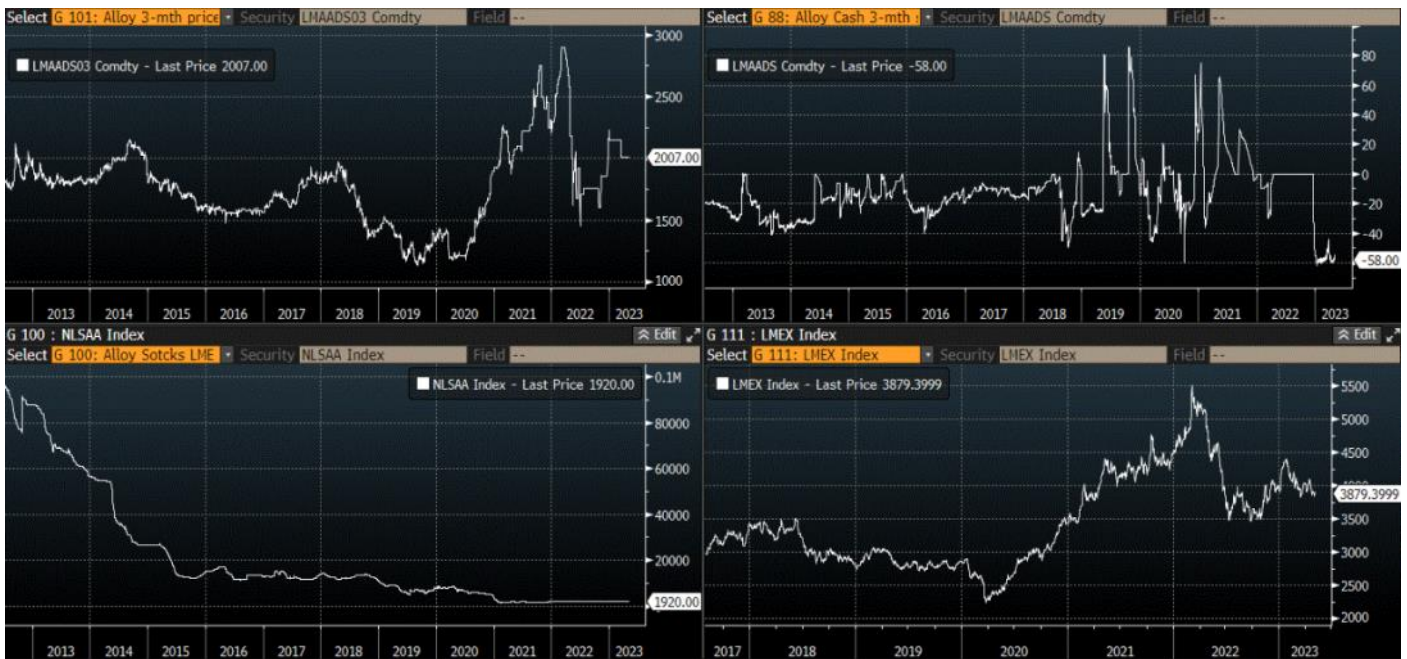 Select G 101: Alloy 3-mth price Security LMAADS03 Comdty Field --
LMAADS03 Comdty - Last Price 2007.00
3000
2500
2007.00
1500
1000
2013 2014 2015 2016 2017 2018 2019 2020 2021 2022 2023
Select G 88: Alloy Cash 3-mth Security LMAADS Comdty Field --
LMAADS Comdty - Last Price -58.00
80
60
40
20
0
-20
-40
-58.00
2013 2014 2015 2016 2017 2018 2019 2020 2021 2022 2023
G 100 : NLSAA Index Edit
Select G 100: Alloy Sotcks LME Security NLSAA Index Field --
NLSAA Index - Last Price 1920.00
0.1M
80000
60000
40000
20000
1920.00
2013 2014 2015 2016 2017 2018 2019 2020 2021 2022 2023
G 111 : LMEX Index Edit
Select G 111: LMEX Index Security LMEX Index Field --
LMEX Index - Last Price 3879.3999
5500
5000
4500
4000
3879.3999
3500
3000
2500
2000
2017 2018 2019 2020 2021 2022 2023